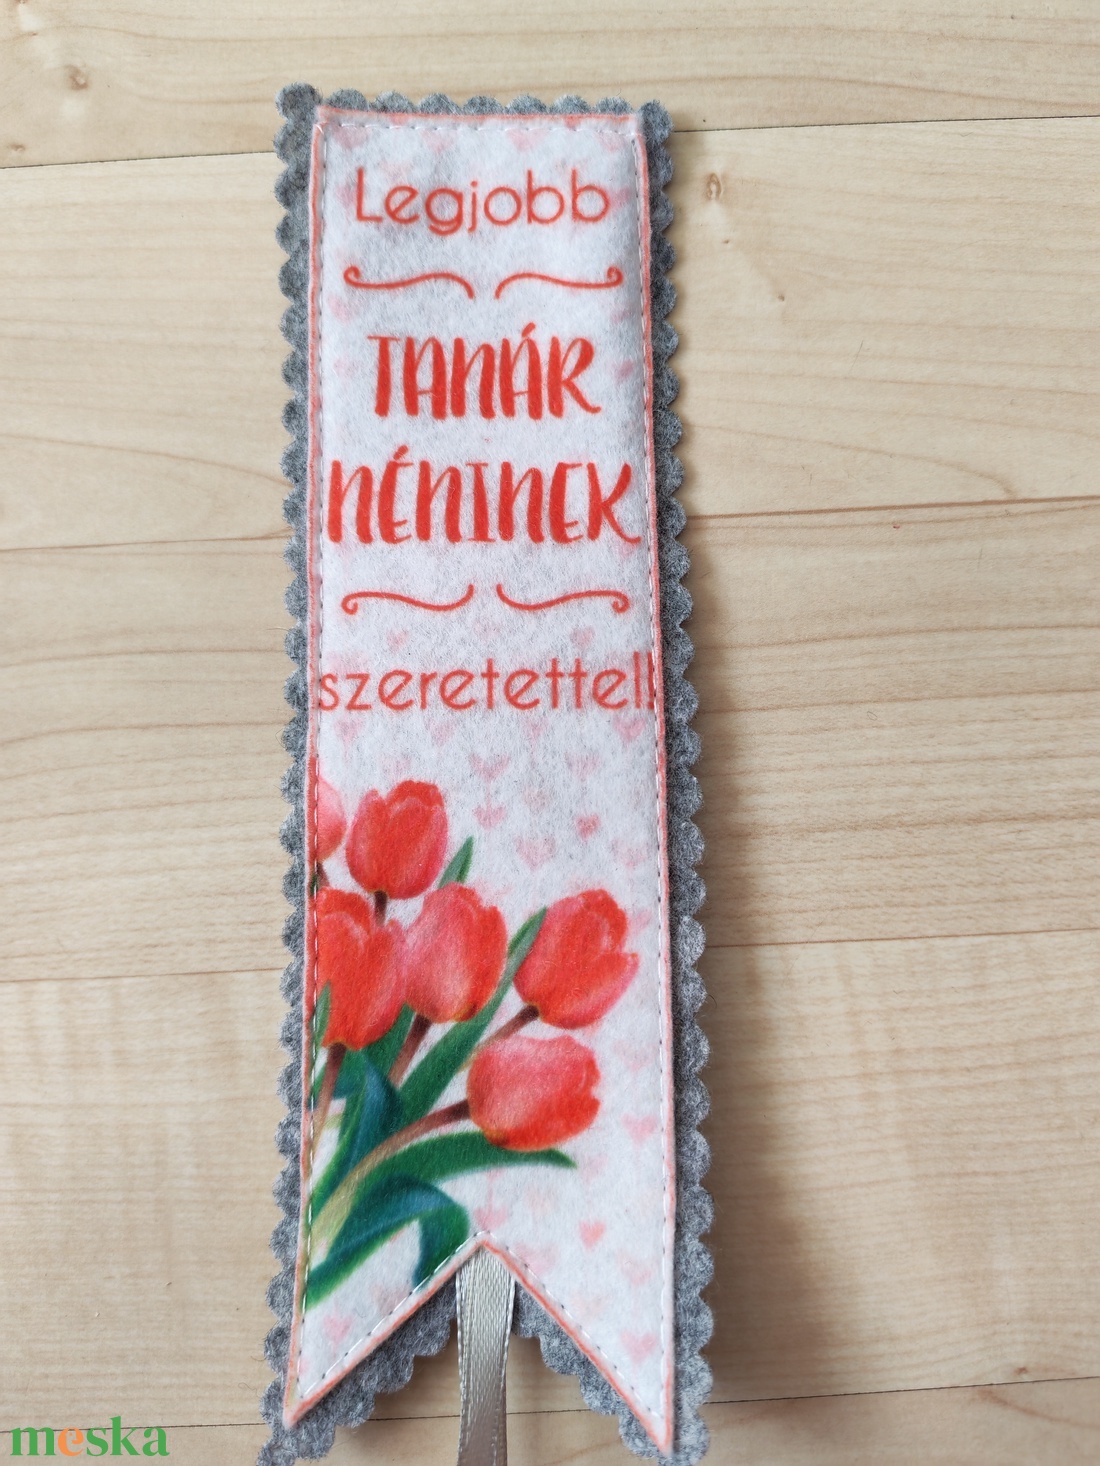 Legjobb
TANÁR
NÉNINEK
szeretettel!
meska